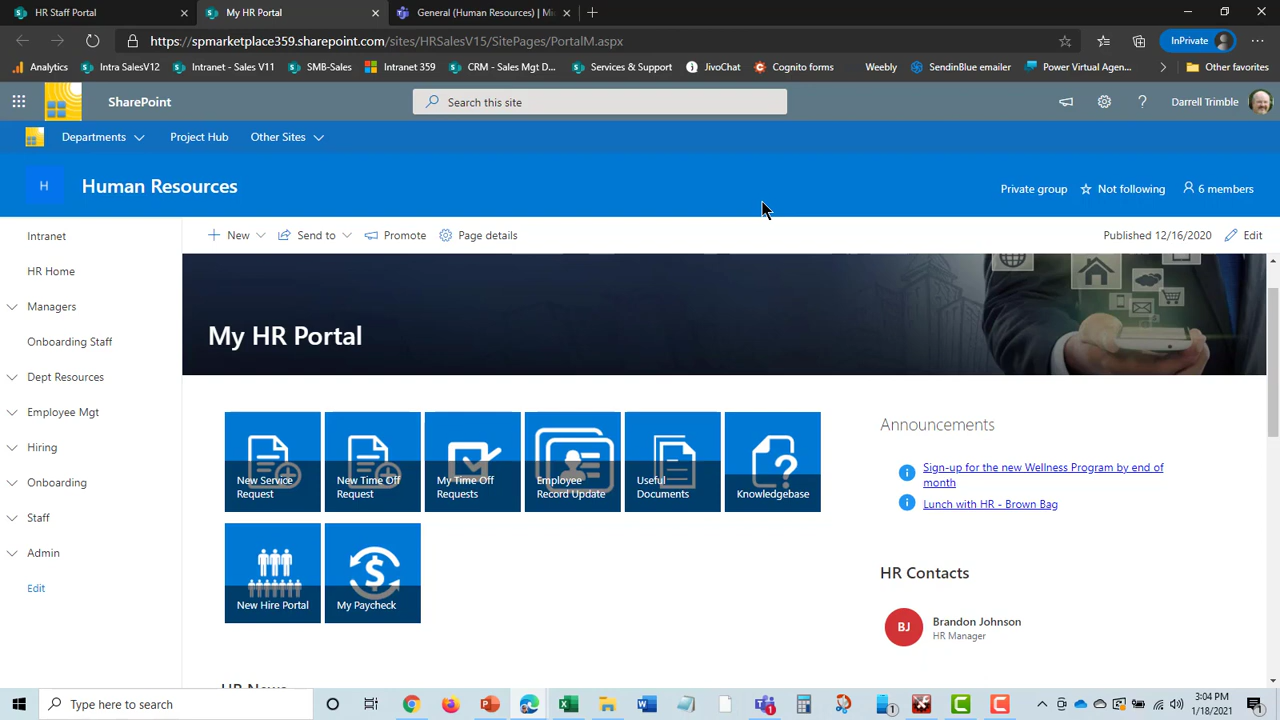 HR Staff Portal
My HR Portal
General (Human Resources) | Mi
https://spmarketplace359.sharepoint.com/sites/HRSalesV15/SitePages/PortalM.aspx
InPrivate
Analytics
Intra SalesV12
Intranet - Sales V11
SMB-Sales
Intranet 359
CRM - Sales Mgt D...
Services & Support
JivoChat
Cognito forms
Weebly
SendinBlue emailer
Power Virtual Agen...
Other favorites
SharePoint
Search this site
Darrell Trimble
Departments
Project Hub
Other Sites
H
Human Resources
Private group
Not following
6 members
New
Send to
Promote
Page details
Published 12/16/2020
Edit
Intranet
HR Home
Managers
Onboarding Staff
Dept Resources
Employee Mgt
Hiring
Onboarding
Staff
Admin
Edit
My HR Portal
New Service
Request
New Time Off
Request
My Time Off
Requests
Employee
Record Update
Useful
Documents
Knowledgebase
New Hire Portal
My Paycheck
Announcements
Sign-up for the new Wellness Program by end of
month
Lunch with HR - Brown Bag
HR Contacts
BJ
Brandon Johnson
HR Manager
HR News
Type here to search
3:04 PM
1/18/2021